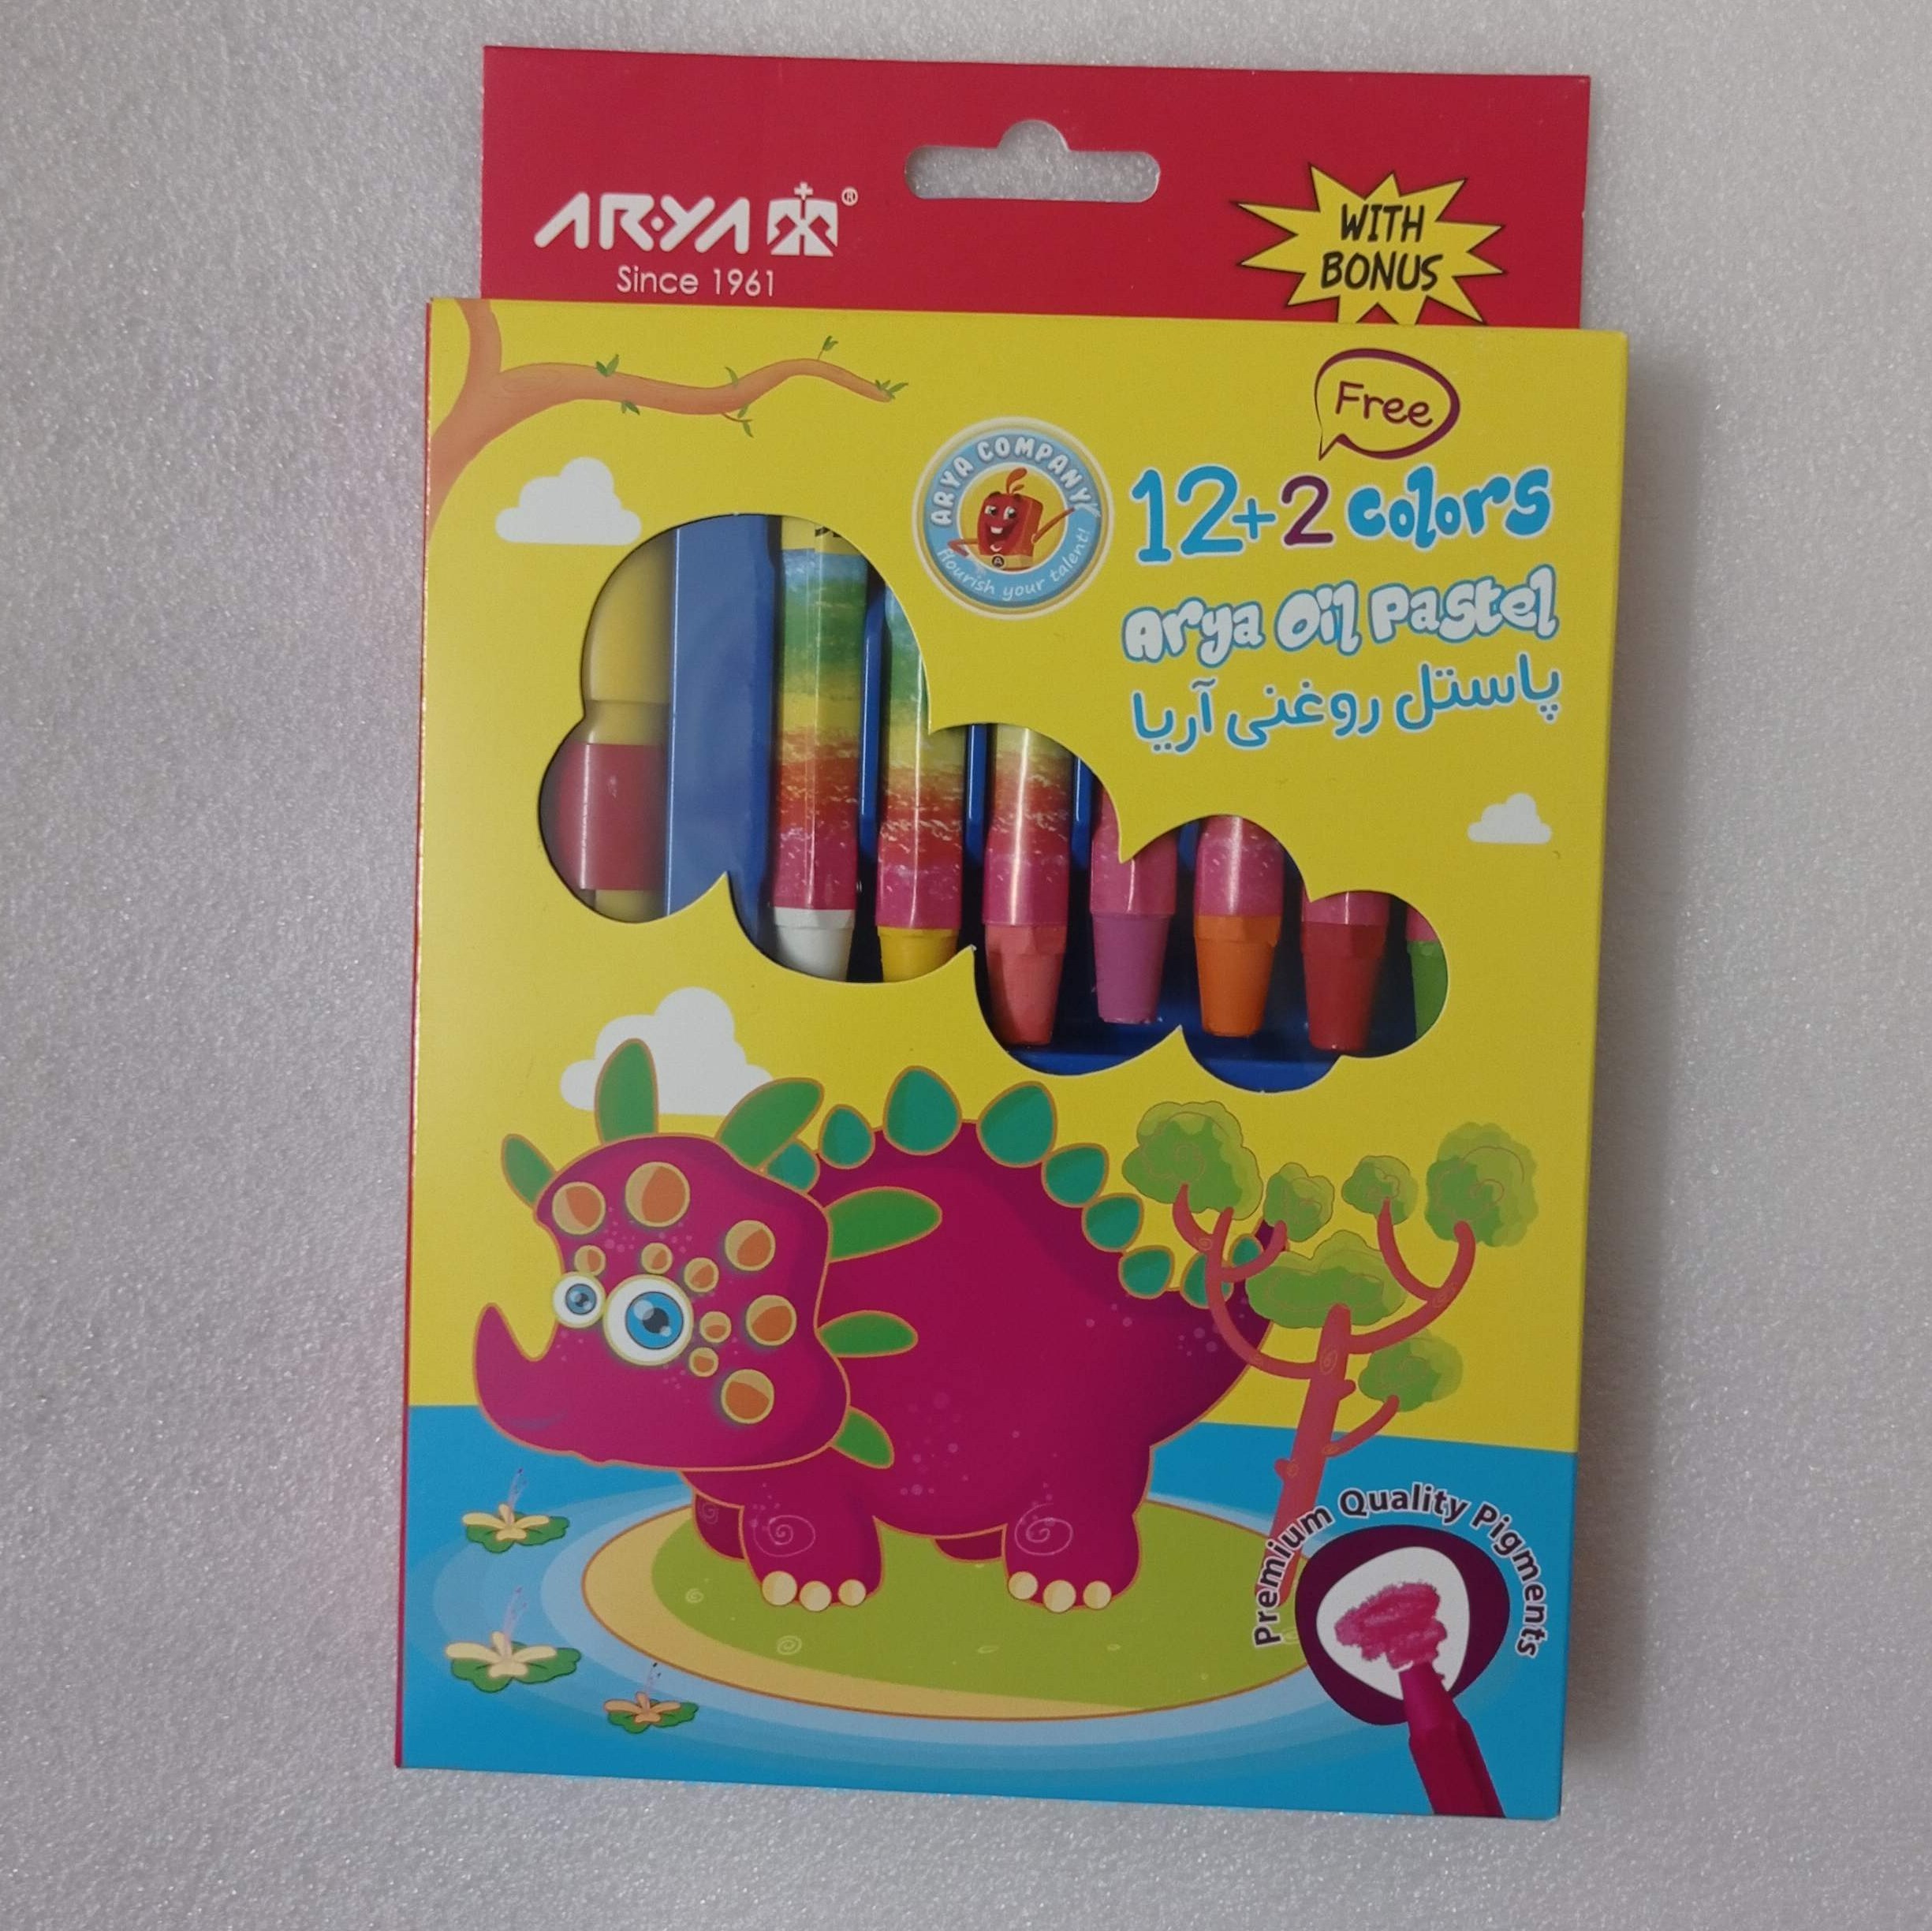 ARYA ®
Since 1961
WITH
BONUS
Free
ARYA COMPANY
flourish your talent!
12+2 colors
Arya Oil Pastel
پاستل روغنی آریا
Premium Quality Pigments